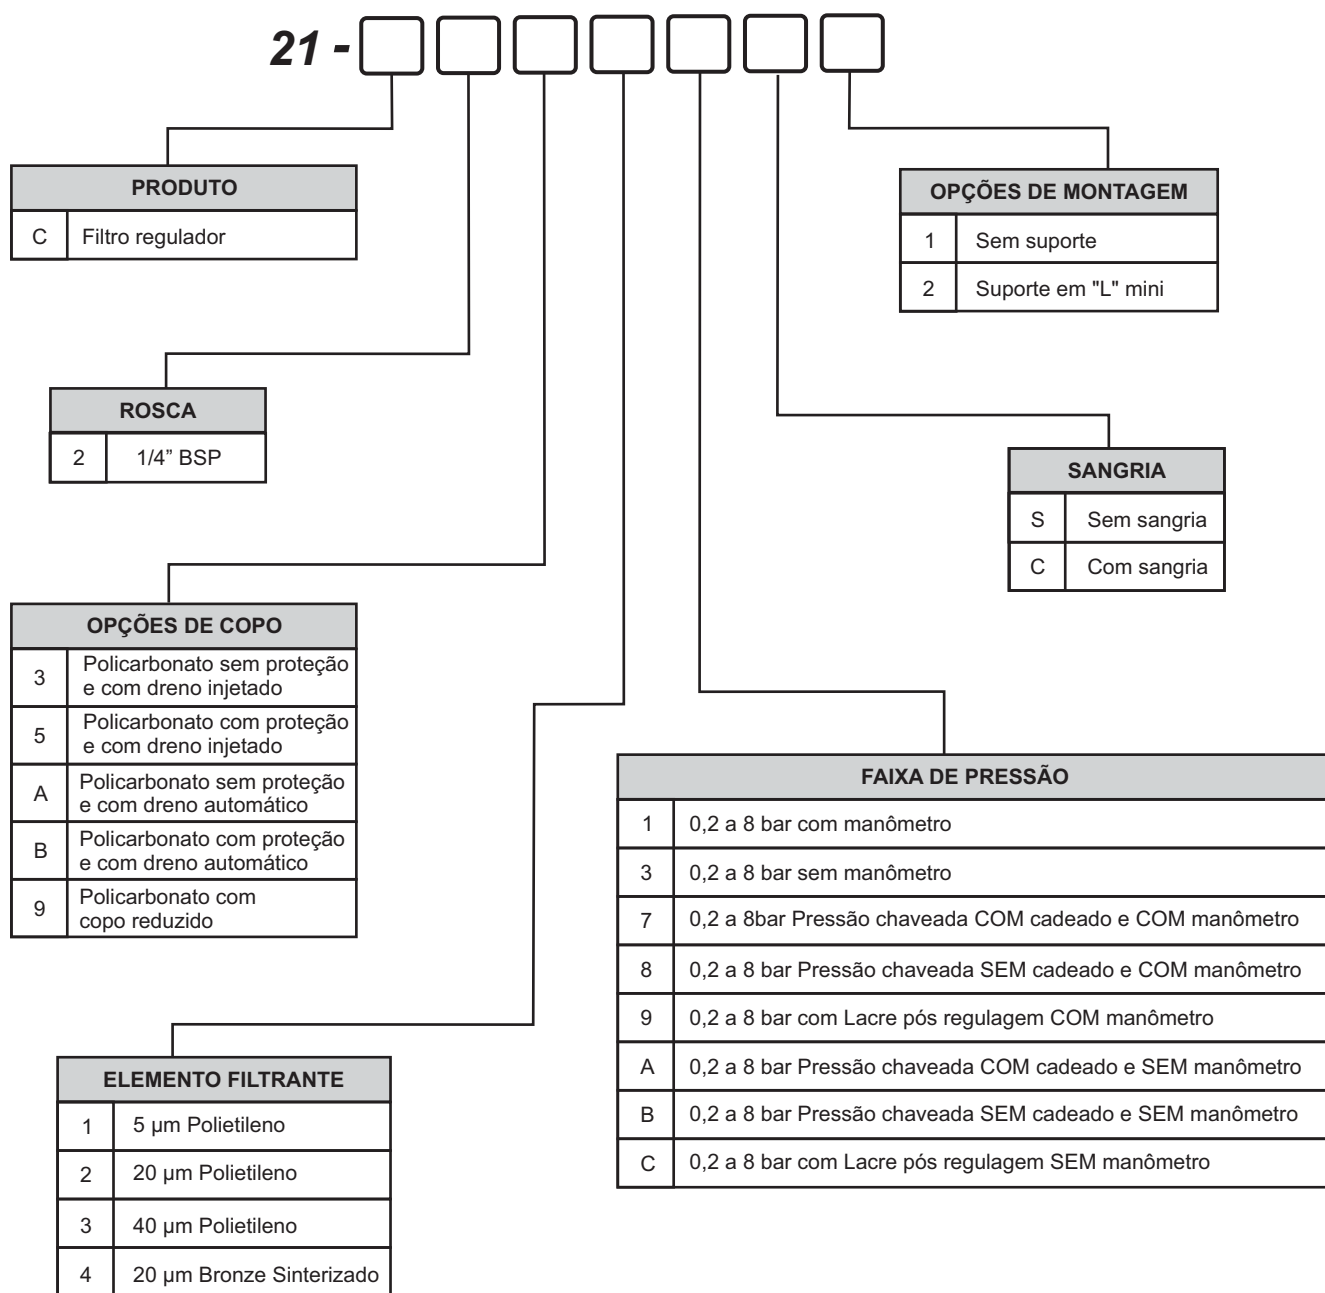 21 -
PRODUTO
C Filtro regulador
OPÇÕES DE MONTAGEM
1 Sem suporte
2 Suporte em "L" mini
ROSCA
2 1/4” BSP
SANGRIA
S Sem sangria
C Com sangria
OPÇÕES DE COPO
3 Policarbonato sem proteção
e com dreno injetado
5 Policarbonato com proteção
e com dreno injetado
A Policarbonato sem proteção
e com dreno automático
B Policarbonato com proteção
e com dreno automático
9 Policarbonato com
copo reduzido
FAIXA DE PRESSÃO
1 0,2 a 8 bar com manômetro
3 0,2 a 8 bar sem manômetro
7 0,2 a 8bar Pressão chaveada COM cadeado e COM manômetro
8 0,2 a 8 bar Pressão chaveada SEM cadeado e COM manômetro
9 0,2 a 8 bar com Lacre pós regulagem COM manômetro
A 0,2 a 8 bar Pressão chaveada COM cadeado e SEM manômetro
B 0,2 a 8 bar Pressão chaveada SEM cadeado e SEM manômetro
C 0,2 a 8 bar com Lacre pós regulagem SEM manômetro
ELEMENTO FILTRANTE
1 5 µm Polietileno
2 20 µm Polietileno
3 40 µm Polietileno
4 20 µm Bronze Sinterizado